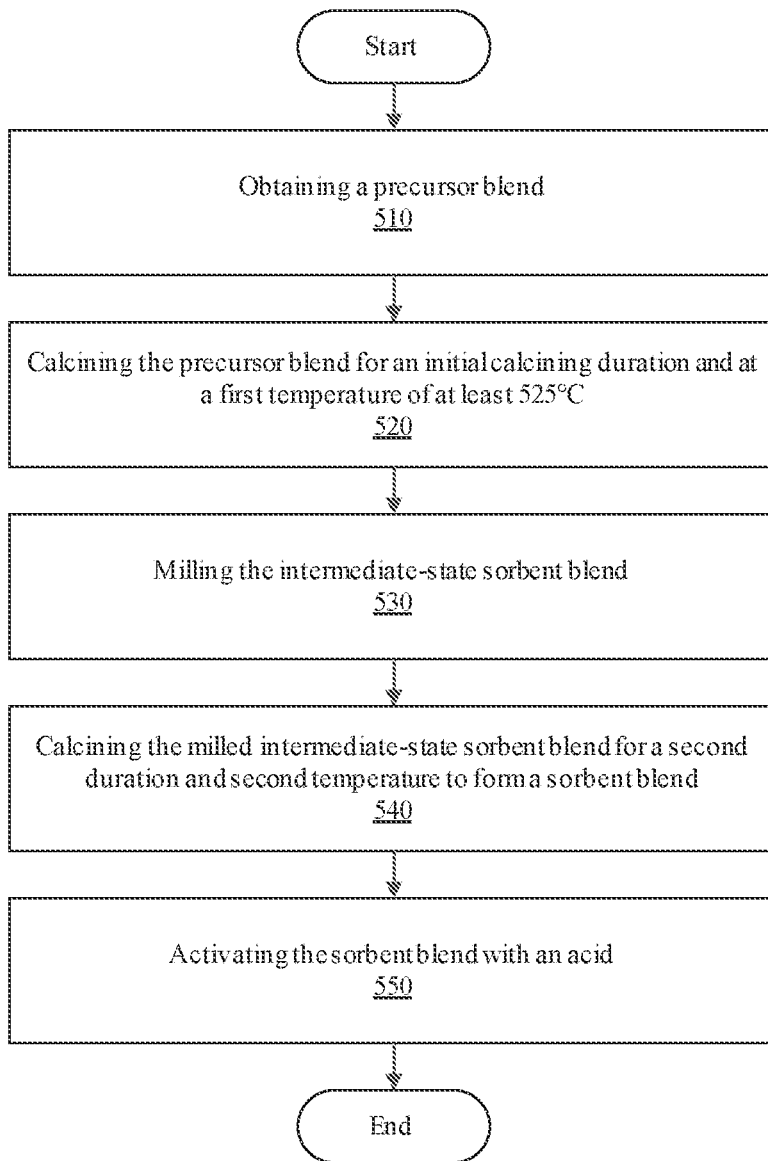 Start
Obtaining a precursor blend
510
Calcining the precursor blend for an initial calcining duration and at
a first temperature of at least 525°C
520
Milling the intermediate-state sorbent blend
530
Calcining the milled intermediate-state sorbent blend for a second
duration and second temperature to form a sorbent blend
540
Activating the sorbent blend with an acid
550
End